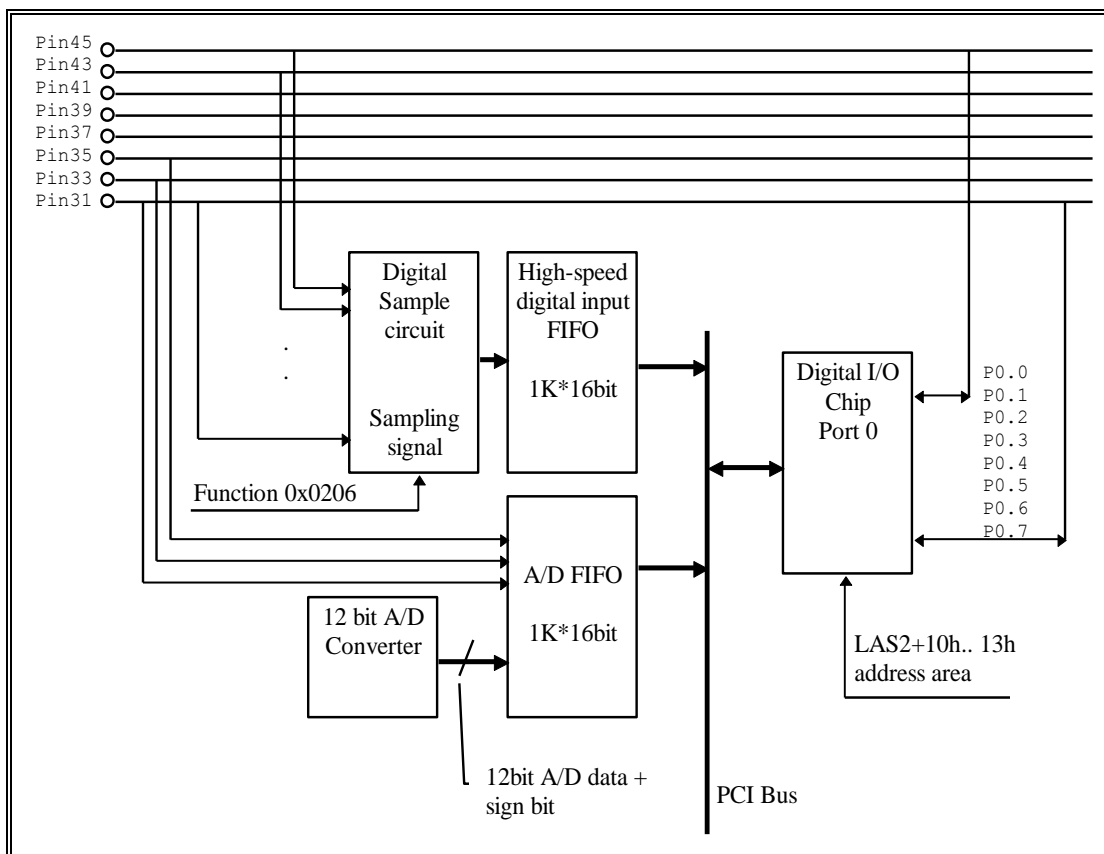 Pin45
Pin43
Pin41
Pin39
Pin37
Pin35
Pin33
Pin31
Digital
Sample
circuit
.
.
Sampling
signal
High-speed
digital input
FIFO
1K*16bit
Function 0x0206
Digital I/O
Chip
Port 0
P0.0
P0.1
P0.2
P0.3
P0.4
P0.5
P0.6
P0.7
A/D FIFO
1K*16bit
12 bit A/D
Converter
LAS2+10h.. 13h
address area
12bit A/D data +
sign bit
PCI Bus